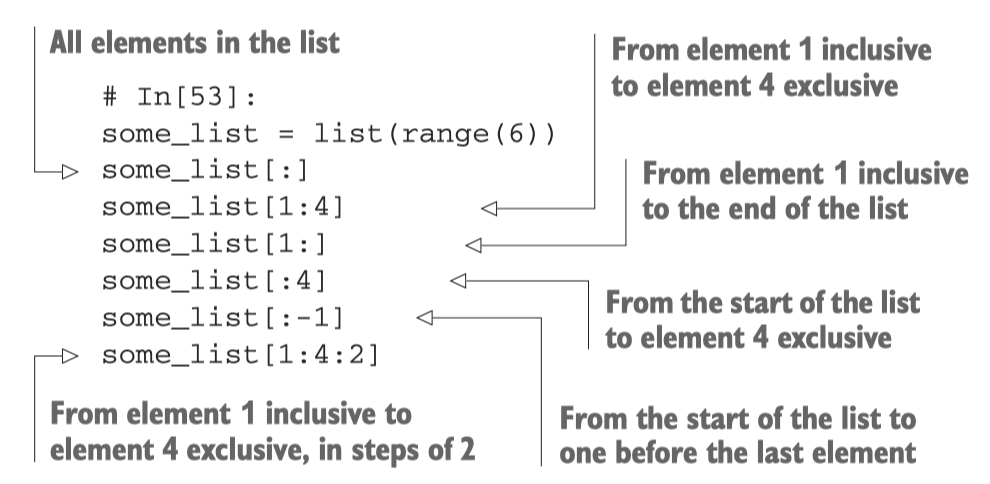 All elements in the list
# In[53]:
some_list = list(range(6))
some_list[:]
some_list[1:4]
some_list[1:]
some_list[:4]
some_list[:-1]
some_list[1:4:2]
From element 1 inclusive
to element 4 exclusive
From element 1 inclusive
to the end of the list
From the start of the list
to element 4 exclusive
From element 1 inclusive to
element 4 exclusive, in steps of 2
From the start of the list to
one before the last element